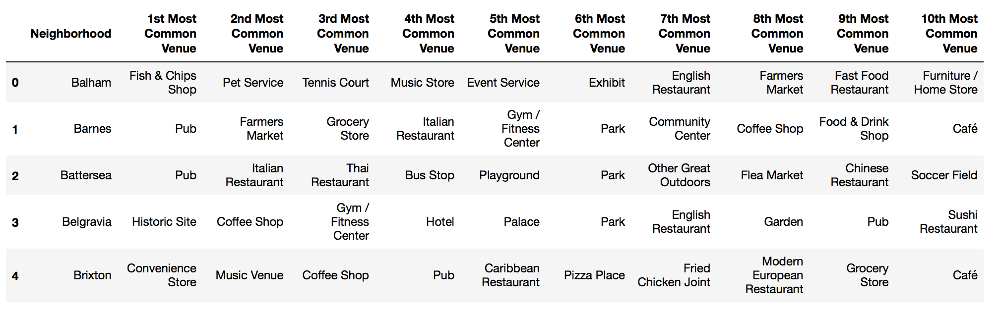 Neighborhood 1st Most Common Venue 2nd Most Common Venue 3rd Most Common Venue 4th Most Common Venue 5th Most Common Venue 6th Most Common Venue 7th Most Common Venue 8th Most Common Venue 9th Most Common Venue 10th Most Common Venue
0 Balham Fish & Chips Shop Pet Service Tennis Court Music Store Event Service Exhibit English Restaurant Farmers Market Fast Food Restaurant Furniture / Home Store
1 Barnes Pub Farmers Market Grocery Store Italian Restaurant Gym / Fitness Center Park Community Center Coffee Shop Food & Drink Shop Café
2 Battersea Pub Italian Restaurant Thai Restaurant Bus Stop Playground Park Other Great Outdoors Flea Market Chinese Restaurant Soccer Field
3 Belgravia Historic Site Coffee Shop Gym / Fitness Center Hotel Palace Park English Restaurant Garden Pub Sushi Restaurant
4 Brixton Convenience Store Music Venue Coffee Shop Pub Caribbean Restaurant Pizza Place Fried Chicken Joint Modern European Restaurant Grocery Store Café